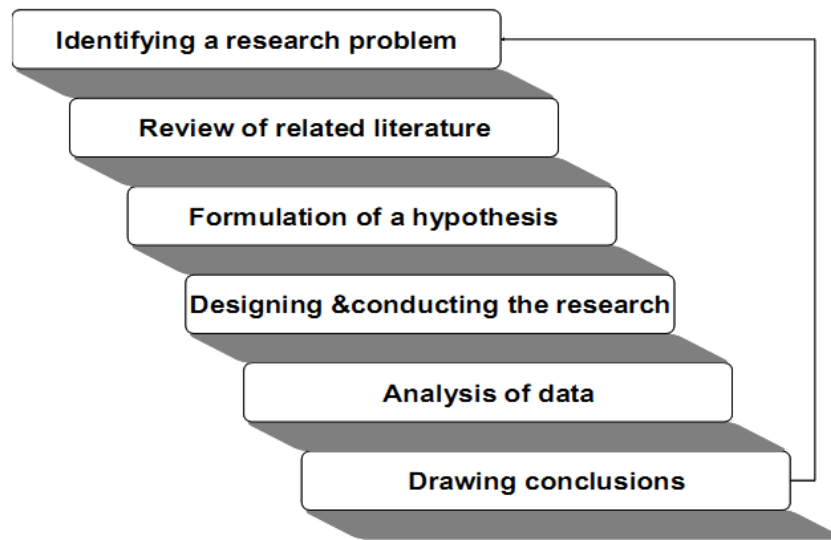 Identifying a research problem
Review of related literature
Formulation of a hypothesis
Designing &conducting the research
Analysis of data
Drawing conclusions